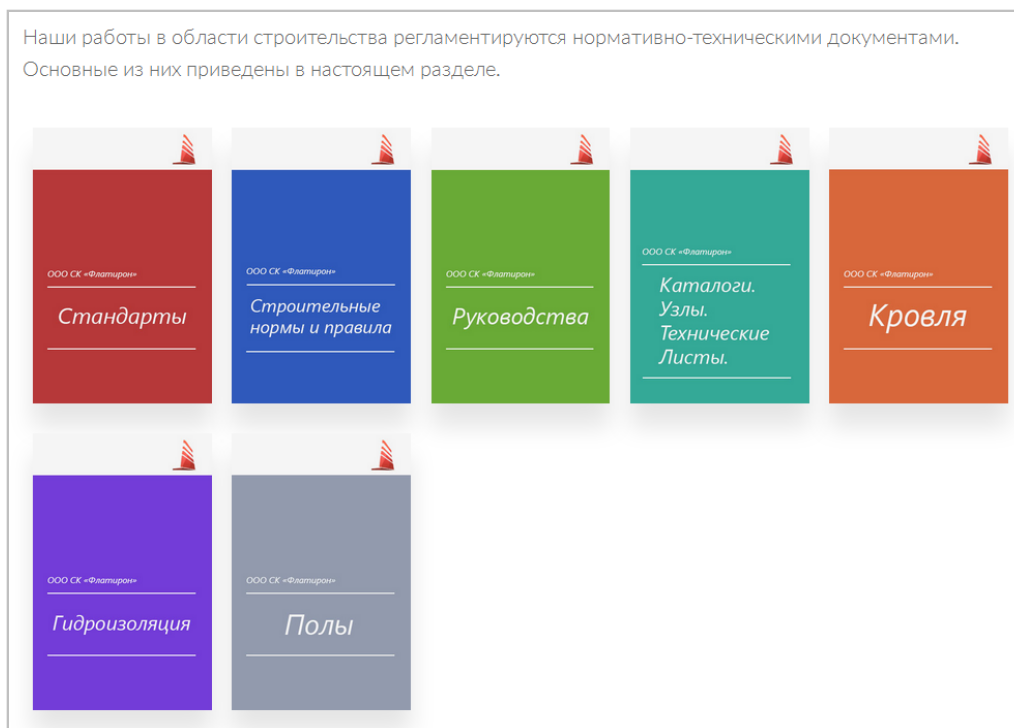 Наши работы в области строительства регламентируются нормативно-техническими документами.
Основные из них приведены в настоящем разделе.
ООО СК «Флатирон»
Стандарты
ООО СК «Флатирон»
Строительные
нормы и правила
ООО СК «Флатирон»
Руководства
ООО СК «Флатирон»
Каталоги.
Узлы.
Технические
Листы.
ООО СК «Флатирон»
Кровля
ООО СК «Флатирон»
Гидроизоляция
ООО СК «Флатирон»
Полы